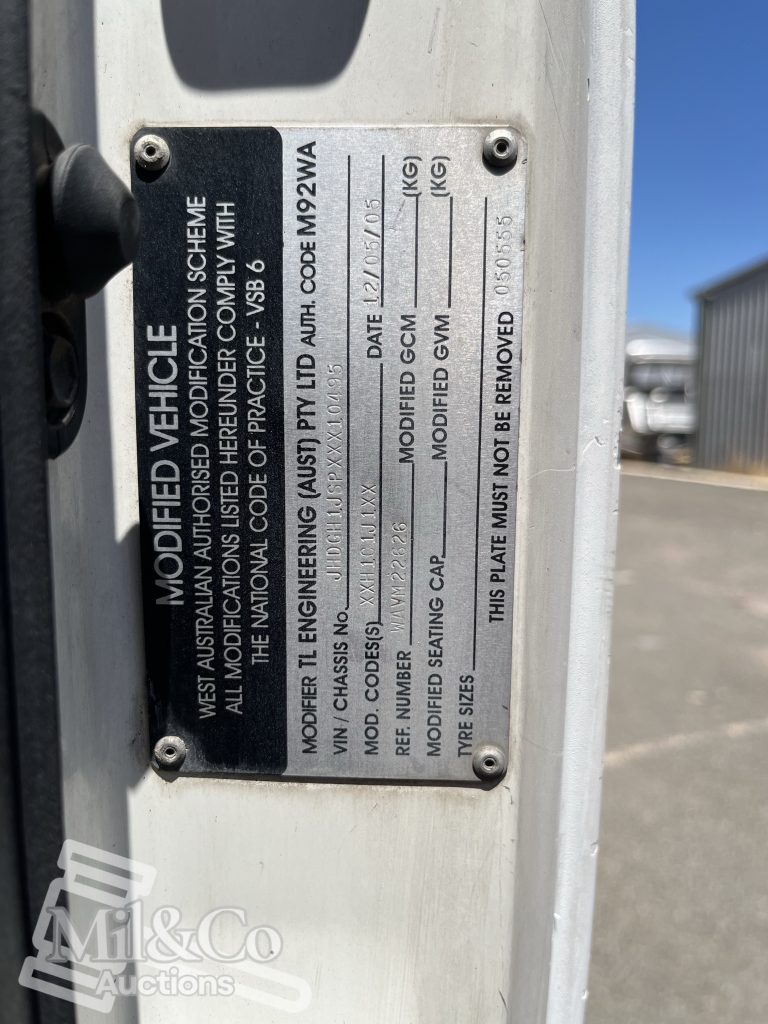 MODIFIED VEHICLE
WEST AUSTRALIAN AUTHORISED MODIFICATION SCHEME
ALL MODIFICATIONS LISTED HEREUNDER COMPLY WITH
THE NATIONAL CODE OF PRACTICE - VSB 6
MODIFIER TL ENGINEERING (AUST) PTY LTD AUTH. CODE M92WA
VIN / CHASSIS No. JHDGH1JSPXXX10495
MOD. CODES(S) XXH1C1J1XX DATE 12/05/05
REF. NUMBER WAVM22626 MODIFIED GCM (KG)
MODIFIED SEATING CAP. MODIFIED GVM (KG)
TYRE SIZES
THIS PLATE MUST NOT BE REMOVED 050555
Mil&Co
Auctions